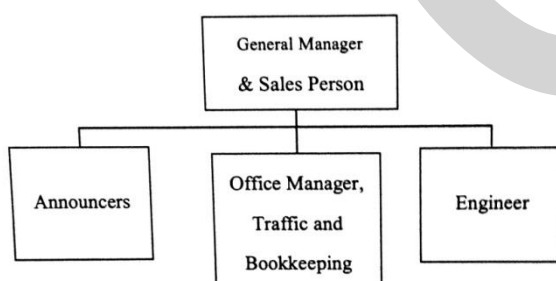 General Manager
& Sales Person
Announcers
Office Manager,
Traffic and
Bookkeeping
Engineer